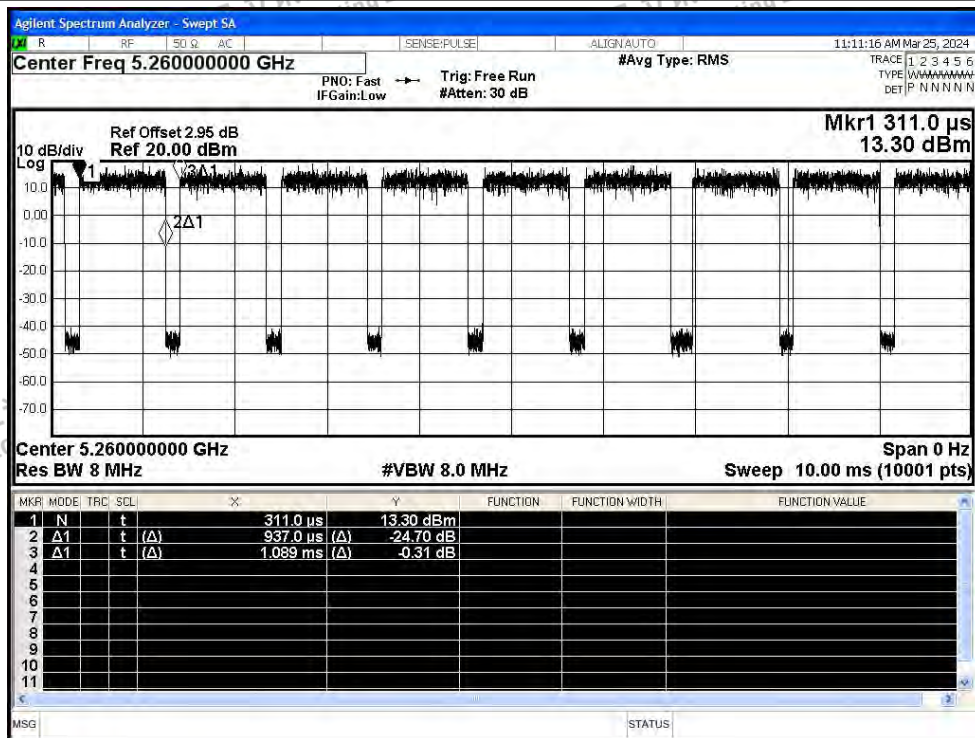 Agilent Spectrum Analyzer - Swept SA
R RF 50 Ω AC SENSE:PULSE ALIGN AUTO 11:11:16 AM Mar 25, 2024
Center Freq 5.260000000 GHz #Avg Type: RMS TRACE 1 2 3 4 5 6
PNO: Fast Trig: Free Run TYPE WWWWWW
IFGain:Low #Atten: 30 dB DET P N N N N N
Mkr1 311.0 µs
Ref Offset 2.95 dB
10 dB/div Ref 20.00 dBm 13.30 dBm
Log
1 3Δ1
10.0
0.00
2Δ1
-10.0
-20.0
-30.0
-40.0
-50.0
-60.0
-70.0
Center 5.260000000 GHz Span 0 Hz
Res BW 8 MHz #VBW 8.0 MHz Sweep 10.00 ms (10001 pts)
MKR MODE TRC SCL X Y FUNCTION FUNCTION WIDTH FUNCTION VALUE
1 N t 311.0 µs 13.30 dBm
2 Δ1 t (Δ) 937.0 µs (Δ) -24.70 dB
3 Δ1 t (Δ) 1.089 ms (Δ) -0.31 dB
4
5
6
7
8
9
10
11
MSG STATUS